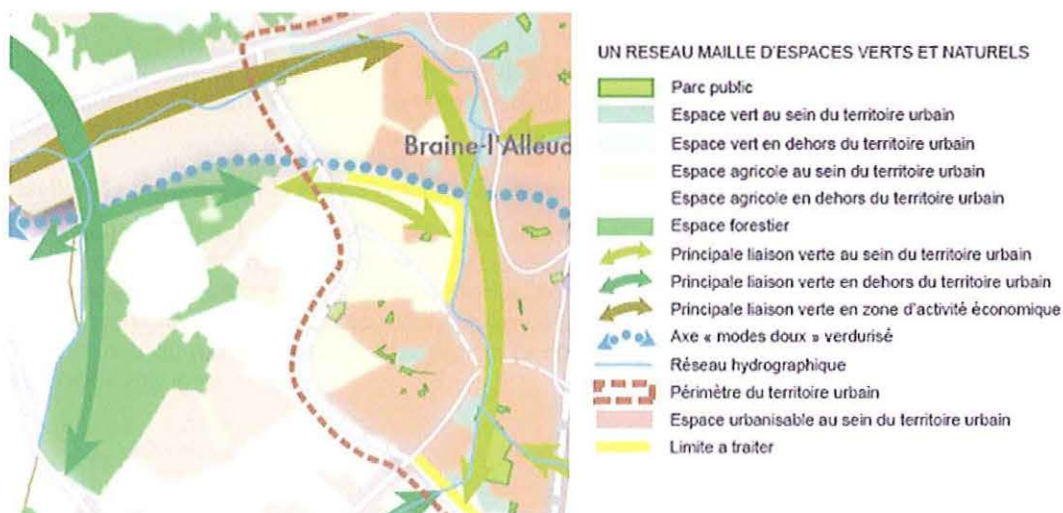 Braine-l'Alleud
UN RESEAU MAILLE D'ESPACES VERTS ET NATURELS
Parc public
Espace vert au sein du territoire urbain
Espace vert en dehors du territoire urbain
Espace agricole au sein du territoire urbain
Espace agricole en dehors du territoire urbain
Espace forestier
Principale liaison verte au sein du territoire urbain
Principale liaison verte en dehors du territoire urbain
Principale liaison verte en zone d'activité économique
Axe « modes doux » verdurisé
Réseau hydrographique
Périmètre du territoire urbain
Espace urbanisable au sein du territoire urbain
Limite a traiter